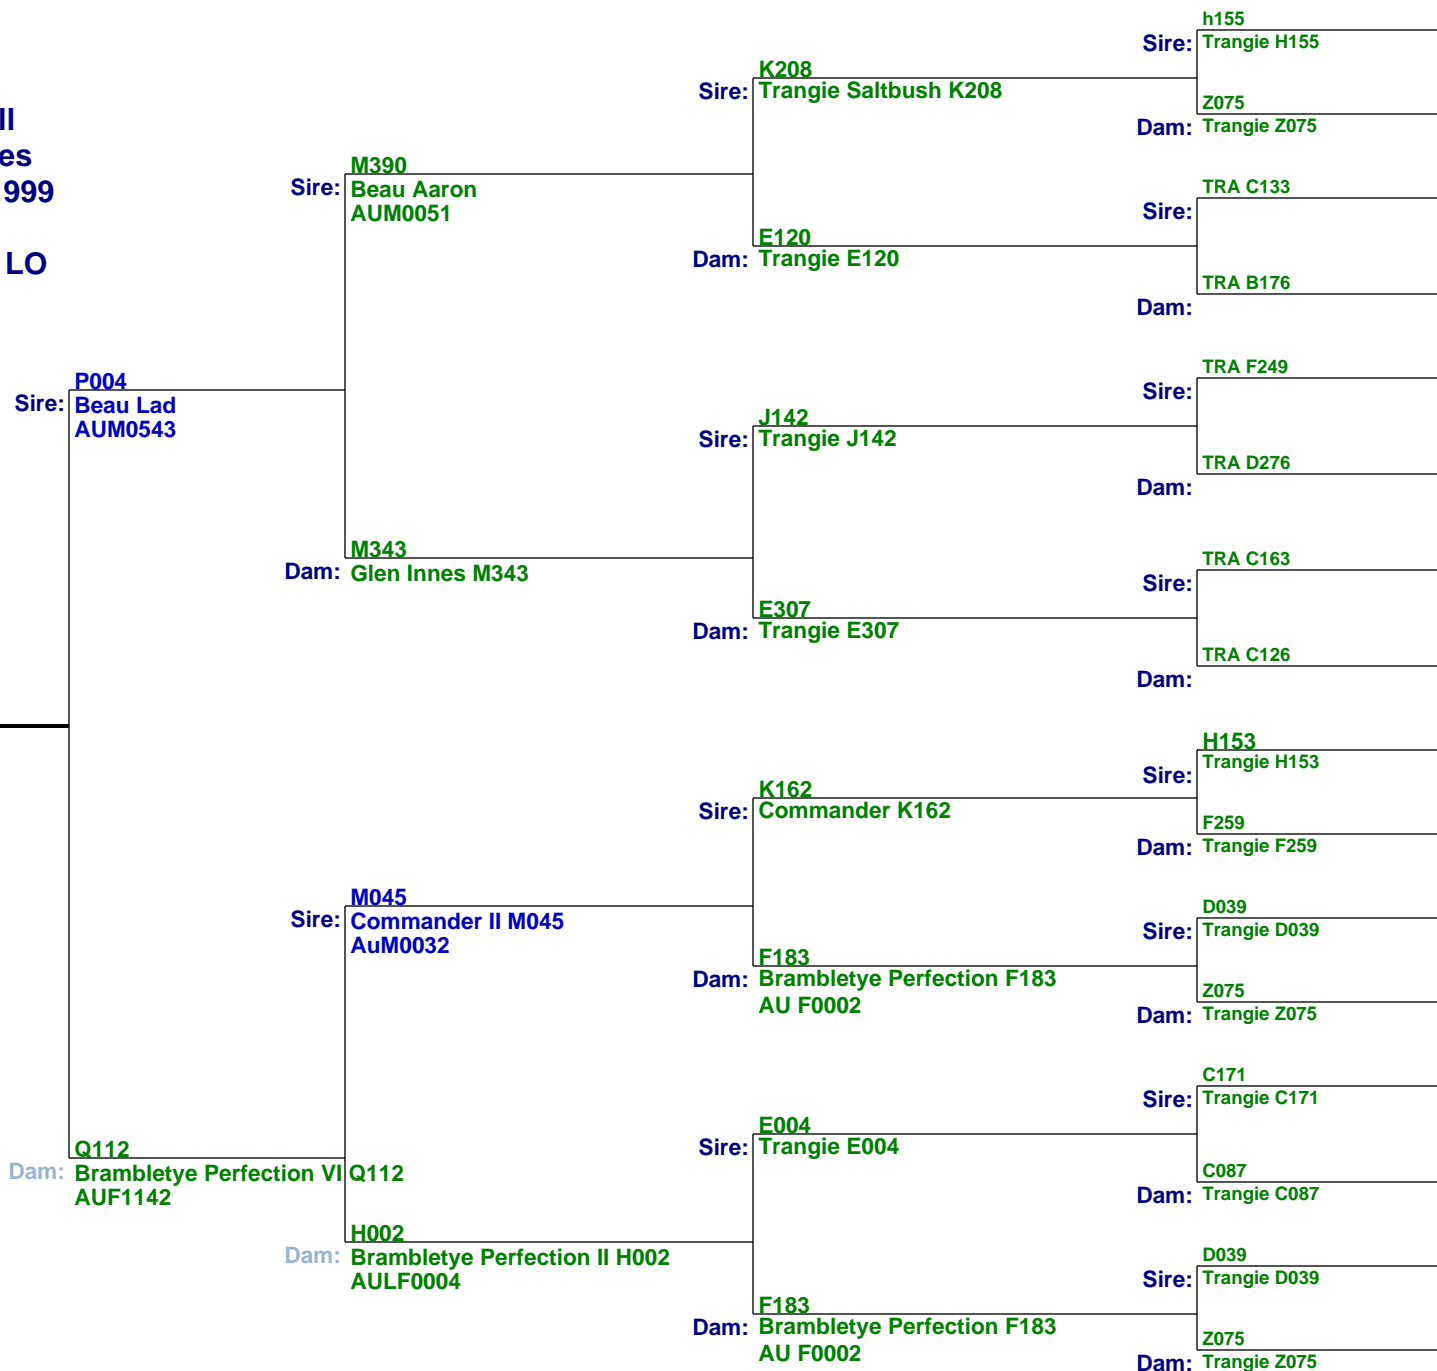 ll
es
999
LO
Sire:
P004
Beau Lad
AUM0543
Dam:
Q112
Brambletye Perfection VI Q112
AUF1142
Sire:
M390
Beau Aaron
AUM0051
Dam:
M343
Glen Innes M343
Sire:
M045
Commander II M045
AuM0032
Dam:
H002
Brambletye Perfection II H002
AULF0004
Sire:
K208
Trangie Saltbush K208
Dam:
E120
Trangie E120
Sire:
J142
Trangie J142
Dam:
E307
Trangie E307
Sire:
K162
Commander K162
Dam:
F183
Brambletye Perfection F183
AU F0002
Sire:
E004
Trangie E004
Dam:
F183
Brambletye Perfection F183
AU F0002
Sire:
h155
Trangie H155
Dam:
Z075
Trangie Z075
Sire:
TRA C133
Dam:
TRA B176
Sire:
TRA F249
Dam:
TRA D276
Sire:
TRA C163
Dam:
TRA C126
Sire:
H153
Trangie H153
Dam:
F259
Trangie F259
Sire:
D039
Trangie D039
Dam:
Z075
Trangie Z075
Sire:
C171
Trangie C171
Dam:
C087
Trangie C087
Sire:
D039
Trangie D039
Dam:
Z075
Trangie Z075